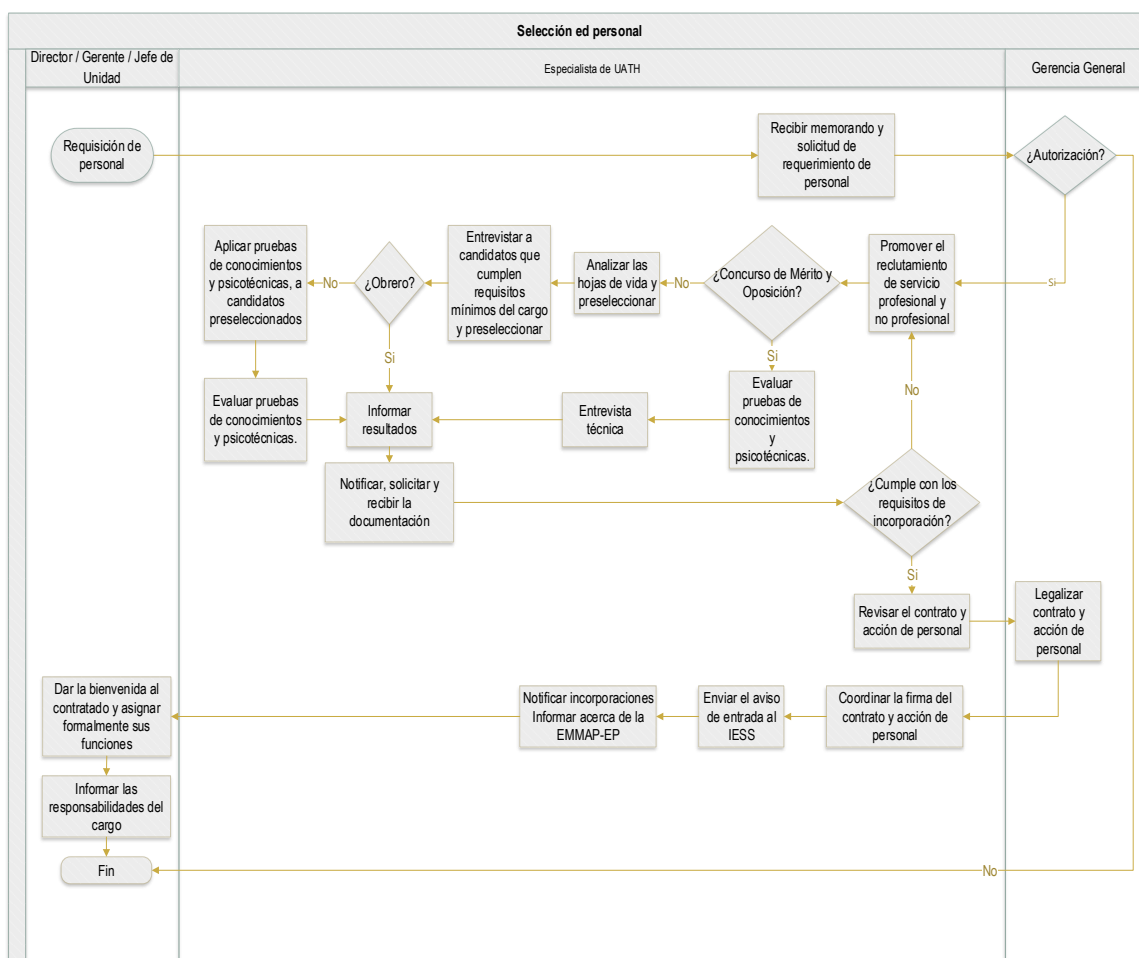 Selección ed personal
Director / Gerente / Jefe de
Unidad
Especialista de UATH
Gerencia General
Requisición de
personal
Recibir memorando y
solicitud de
requerimiento de
personal
¿Autorización?
Si
Promover el
reclutamiento
de servicio
profesional y
no profesional
¿Concurso de Mérito y
Oposición?
No
Analizar las
hojas de vida y
preseleccionar
Entrevistar a
candidatos que
cumplen
requisitos
mínimos del cargo
y preseleccionar
¿Obrero?
No
Aplicar pruebas
de conocimientos
y psicotécnicas, a
candidatos
preseleccionados
Si
Si
No
Evaluar pruebas
de conocimientos
y psicotécnicas.
Informar
resultados
Entrevista
técnica
Evaluar
pruebas de
conocimientos
y
psicotécnicas.
Notificar, solicitar y
recibir la
documentación
¿Cumple con los
requisitos de
incorporación?
Si
Revisar el contrato y
acción de personal
Legalizar
contrato y
acción de
personal
Coordinar la firma del
contrato y acción de
personal
Enviar el aviso
de entrada al
IESS
Notificar incorporaciones
Informar acerca de la
EMMAP-EP
Dar la bienvenida al
contratado y asignar
formalmente sus
funciones
Informar las
responsabilidades del
cargo
Fin
No